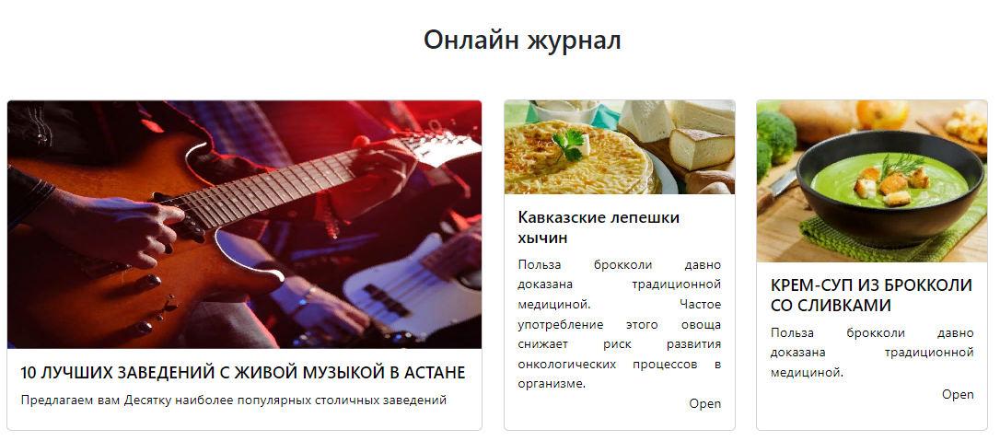 Онлайн журнал
10 ЛУЧШИХ ЗАВЕДЕНИЙ С ЖИВОЙ МУЗЫКОЙ В АСТАНЕ
Предлагаем вам Десятку наиболее популярных столичных заведений
Кавказские лепешки
хычин
Польза брокколи давно
доказана традиционной
медициной. Частое
употребление этого овоща
снижает риск развития
онкологических процессов в
организме.
Open
КРЕМ-СУП ИЗ БРОККОЛИ
СО СЛИВКАМИ
Польза брокколи давно
доказана традиционной
медициной.
Open